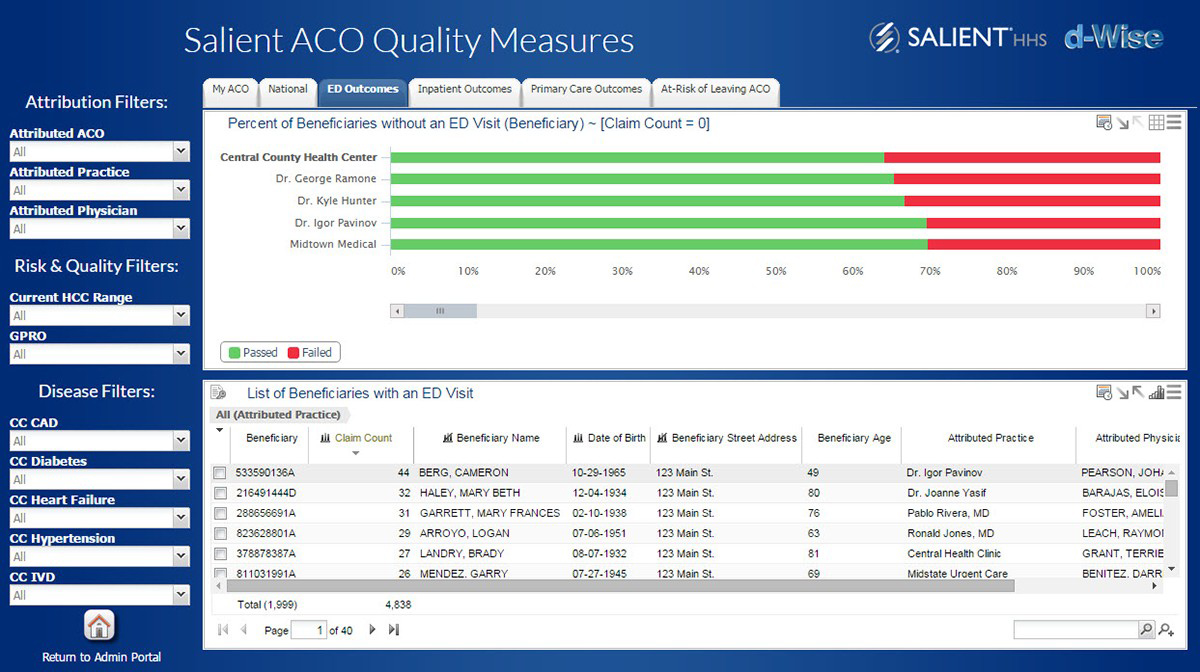 Salient ACO Quality Measures
SALIENT HHS
d-Wise
My ACO National ED Outcomes Inpatient Outcomes Primary Care Outcomes At-Risk of Leaving ACO
Attribution Filters:
Attributed ACO
All
Attributed Practice
All
Attributed Physician
All
Risk & Quality Filters:
Current HCC Range
All
GPRO
All
Disease Filters:
CC CAD
All
CC Diabetes
All
CC Heart Failure
All
CC Hypertension
All
CC IVD
All
Return to Admin Portal
Percent of Beneficiaries without an ED Visit (Beneficiary) ~ [Claim Count = 0]
Central County Health Center
Dr. George Ramone
Dr. Kyle Hunter
Dr. Igor Pavinov
Midtown Medical
0% 10% 20% 30% 40% 50% 60% 70% 80% 90% 100%
Passed Failed
List of Beneficiaries with an ED Visit
All (Attributed Practice)
Beneficiary Claim Count Beneficiary Name Date of Birth Beneficiary Street Address Beneficiary Age Attributed Practice Attributed Physicia
533590136A 44 BERG, CAMERON 10-29-1965 123 Main St. 49 Dr. Igor Pavinov PEARSON, JOHA
216491444D 32 HALEY, MARY BETH 12-04-1934 123 Main St. 80 Dr. Joanne Yasif BARAJAS, ELOIS
288656691A 31 GARRETT, MARY FRANCES 02-10-1938 123 Main St. 76 Pablo Rivera, MD FOSTER, AMELI
823628801A 29 ARROYO, LOGAN 07-06-1951 123 Main St. 63 Ronald Jones, MD LEACH, RAYMO
378878387A 27 LANDRY, BRADY 08-07-1932 123 Main St. 81 Central Health Clinic GRANT, TERRIE
811031991A 26 MENDEZ, GARRY 07-27-1945 123 Main St. 69 Midstate Urgent Care BENITEZ, DARR
Total (1,999) 4,838
Page 1 of 40